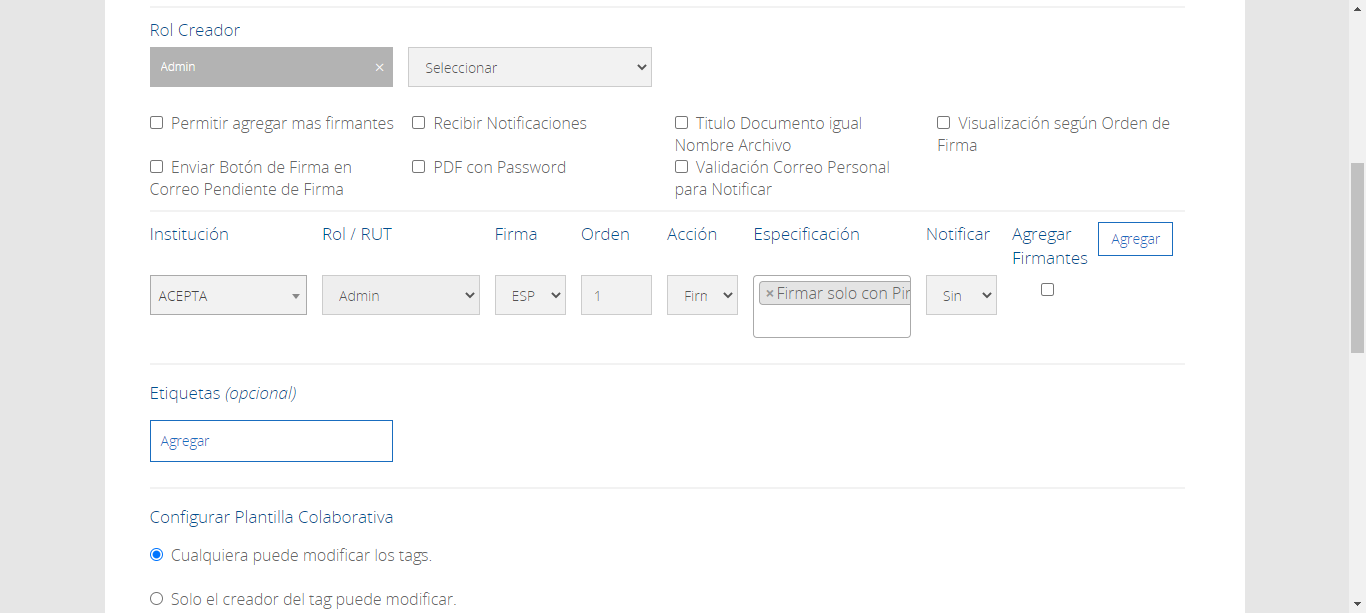 Rol Creador
Admin ×
Seleccionar
Permitir agregar mas firmantes
Recibir Notificaciones
Titulo Documento igual
Nombre Archivo
Visualización según Orden de
Firma
Enviar Botón de Firma en
Correo Pendiente de Firma
PDF con Password
Validación Correo Personal
para Notificar
Institución Rol / RUT Firma Orden Acción Especificación Notificar Agregar
Firmantes
Agregar
ACEPTA Admin ESP 1 Firn ×Firmar solo con Pir Sin
Etiquetas (opcional)
Agregar
Configurar Plantilla Colaborativa
Cualquiera puede modificar los tags.
Solo el creador del tag puede modificar.